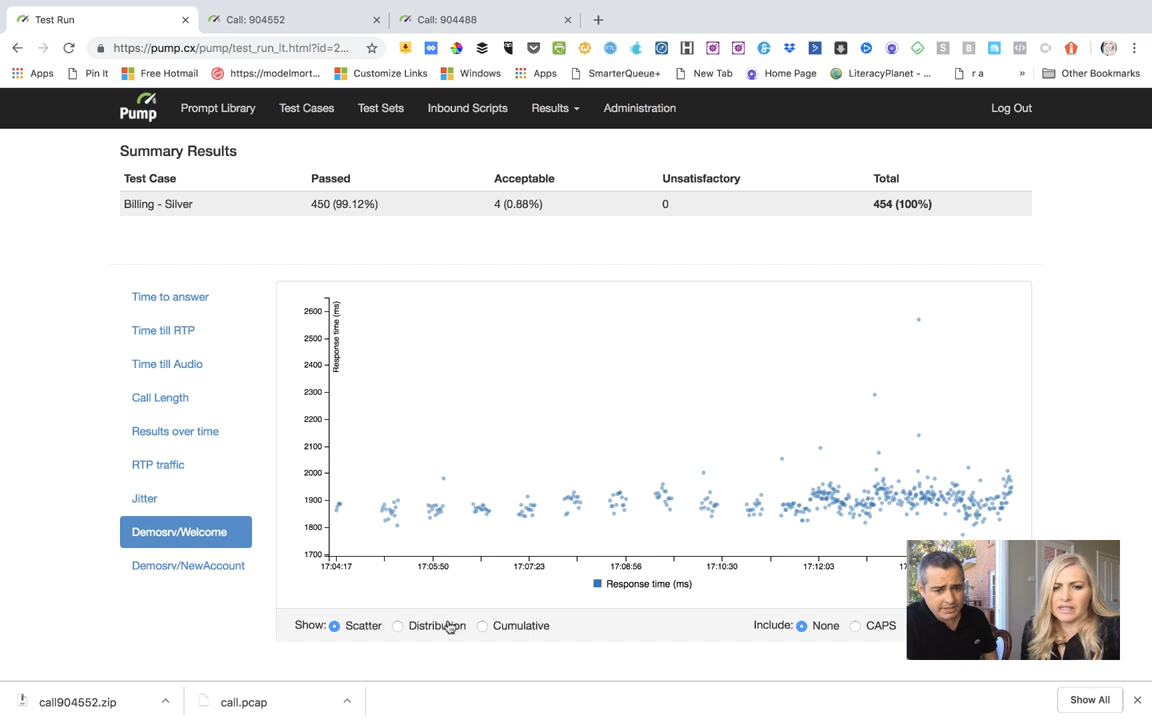 Test Run
Call: 904552
Call: 904488
https://pump.cx/pump/test_run_lt.html?id=2...
Apps
Pin It
Free Hotmail
https://modelmort...
Customize Links
Windows
Apps
SmarterQueue+
New Tab
Home Page
LiteracyPlanet - ...
r a
»
Other Bookmarks
Pump
Prompt Library
Test Cases
Test Sets
Inbound Scripts
Results
Administration
Log Out
Summary Results
Test Case Passed Acceptable Unsatisfactory Total
Billing - Silver 450 (99.12%) 4 (0.88%) 0 454 (100%)
Time to answer
Time till RTP
Time till Audio
Call Length
Results over time
RTP traffic
Jitter
Demosrv/Welcome
Demosrv/NewAccount
Response time (ms)
2600
2500
2400
2300
2200
2100
2000
1900
1800
1700
17:04:17 17:05:50 17:07:23 17:08:56 17:10:30 17:12:03
Response time (ms)
Show: Scatter Distribution Cumulative
Include: None CAPS
call904552.zip
call.pcap
Show All